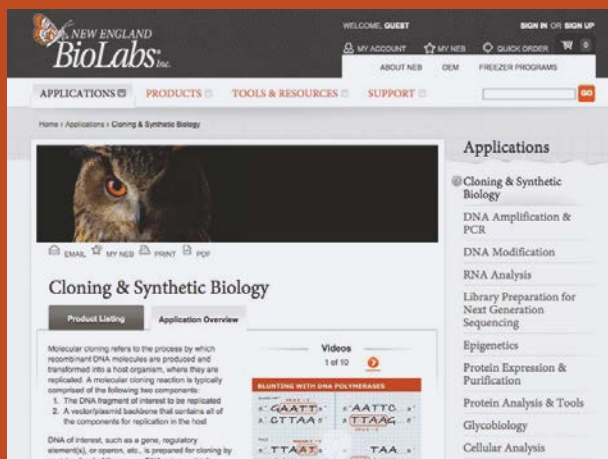 NEW ENGLAND
BioLabs Inc.
WELCOME, GUEST
SIGN IN OR SIGN UP
MY ACCOUNT
MY NEB
QUICK ORDER
0
ABOUT NEB
OEM
FREEZER PROGRAMS
APPLICATIONS
PRODUCTS
TOOLS & RESOURCES
SUPPORT
GO
Home > Applications > Cloning & Synthetic Biology
EMAIL
MY NEB
PRINT
PDF
Cloning & Synthetic Biology
Product Listing
Application Overview
Molecular cloning refers to the process by which
recombinant DNA molecules are produced and
transformed into a host organism, where they are
replicated. A molecular cloning reaction is typically
comprised of the following two components:
1. The DNA fragment of interest to be replicated
2. A vector/plasmid backbone that contains all of
the components for replication in the host
DNA of interest, such as a gene, regulatory
element(s), or operon, etc., is prepared for cloning by
Videos
1 of 10
BLUNTING WITH DNA POLYMERASES
GAATT
AATTC
CTTAA
TTAAG
TTAAT
TAA
Applications
Cloning & Synthetic
Biology
DNA Amplification &
PCR
DNA Modification
RNA Analysis
Library Preparation for
Next Generation
Sequencing
Epigenetics
Protein Expression &
Purification
Protein Analysis & Tools
Glycobiology
Cellular Analysis